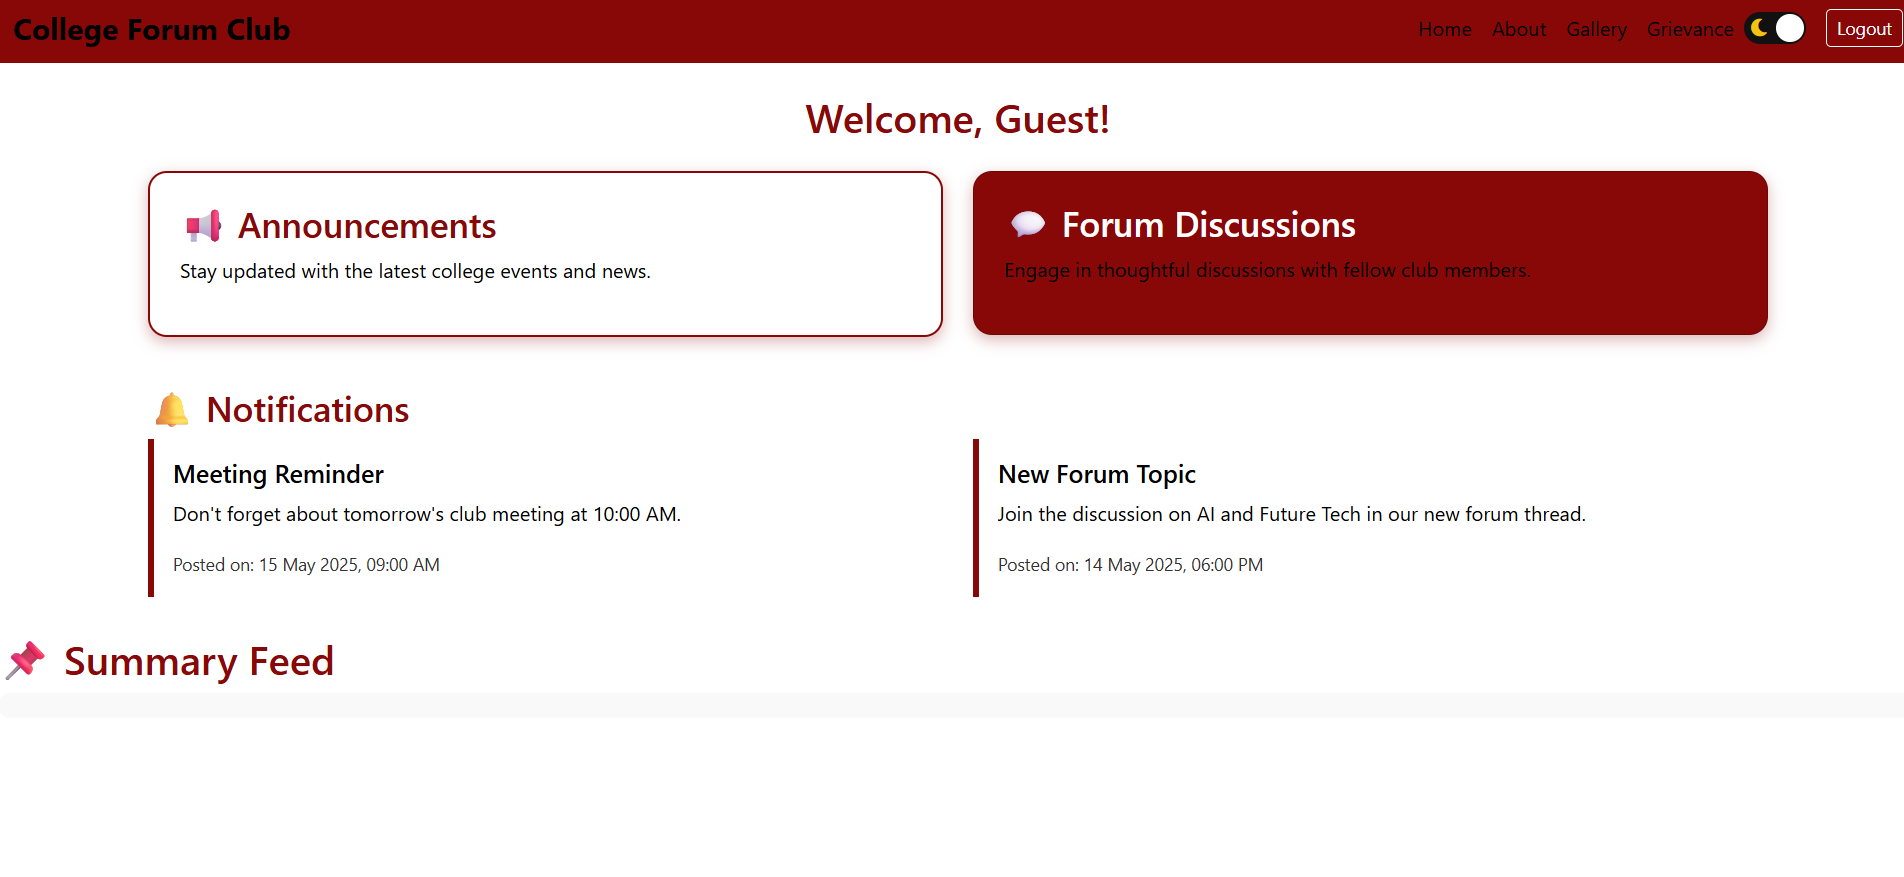 College Forum Club
Home About Gallery Grievance Logout
Welcome, Guest!
Announcements
Stay updated with the latest college events and news.
Forum Discussions
Engage in thoughtful discussions with fellow club members.
Notifications
Meeting Reminder
Don't forget about tomorrow's club meeting at 10:00 AM.
Posted on: 15 May 2025, 09:00 AM
New Forum Topic
Join the discussion on AI and Future Tech in our new forum thread.
Posted on: 14 May 2025, 06:00 PM
Summary Feed